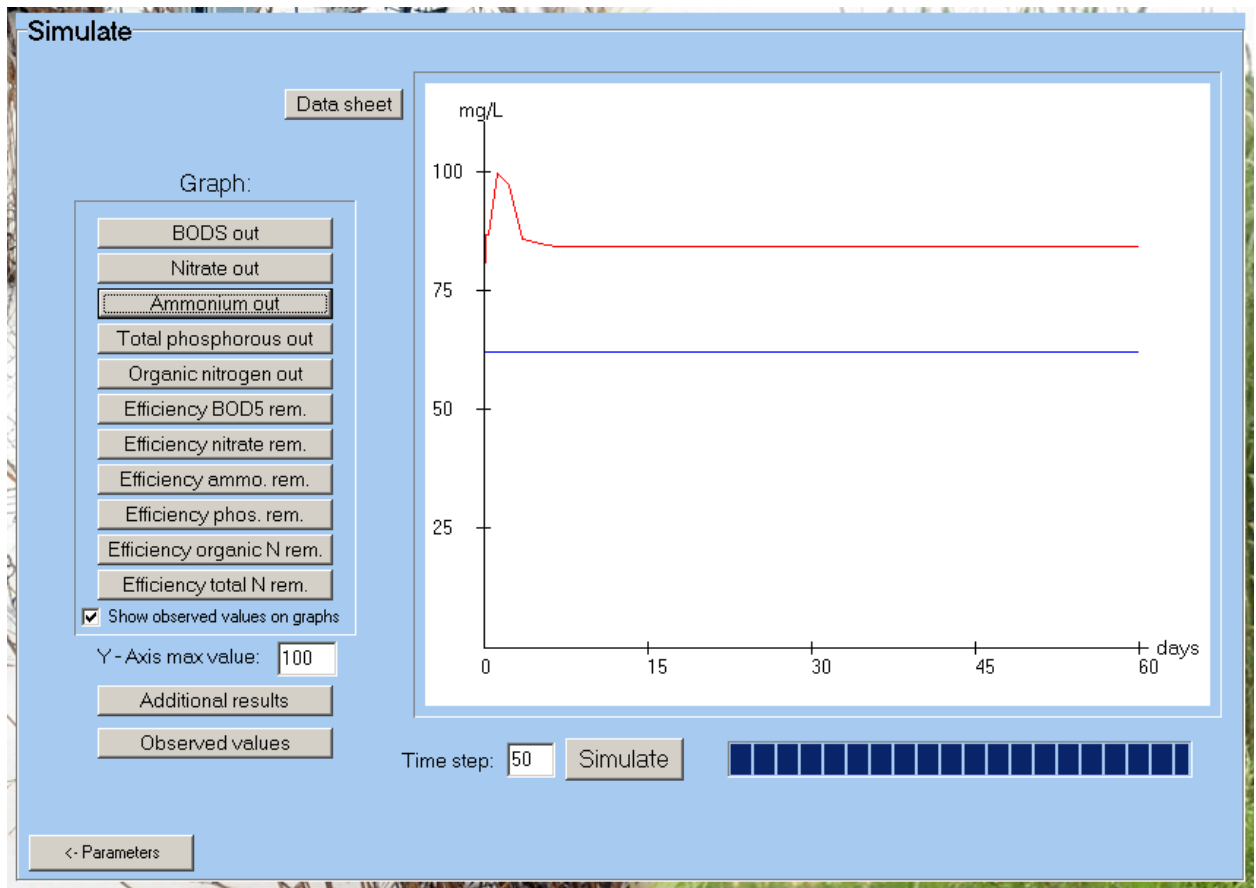 Simulate
Data sheet
Graph:
BODS out
Nitrate out
Ammonium out
Total phosphorous out
Organic nitrogen out
Efficiency BOD5 rem.
Efficiency nitrate rem.
Efficiency ammo. rem.
Efficiency phos. rem.
Efficiency organic N rem.
Efficiency total N rem.
Show observed values on graphs
Y - Axis max value: 100
Additional results
Observed values
<- Parameters
mg/L
100
75
50
25
0 15 30 45 60 days
Time step: 50 Simulate